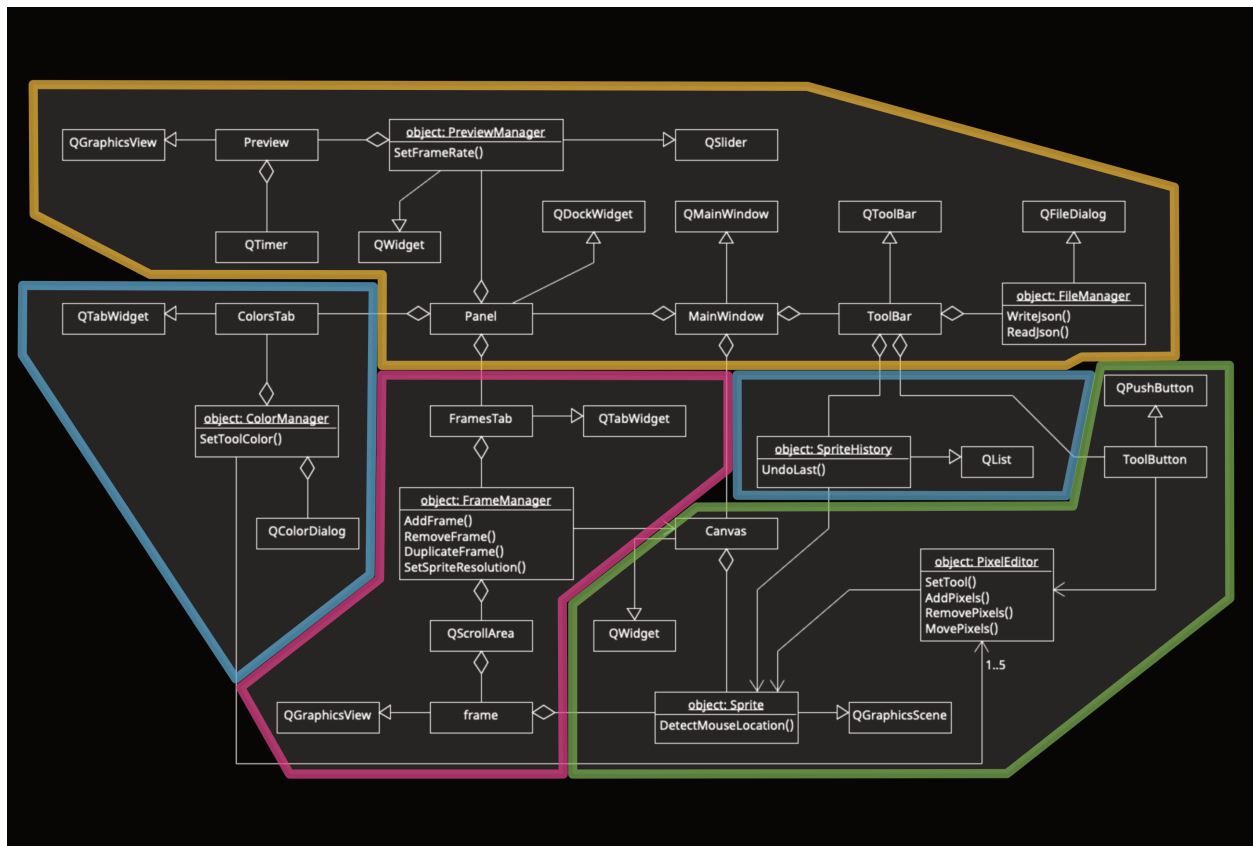 QGraphicsView
Preview
object: PreviewManager
SetFrameRate()
QSlider
QTimer
QWidget
QDockWidget
QMainWindow
QToolBar
QFileDialog
QTabWidget
ColorsTab
Panel
MainWindow
ToolBar
object: FileManager
WriteJson()
ReadJson()
object: ColorManager
SetToolColor()
QColorDialog
FramesTab
QTabWidget
object: FrameManager
AddFrame()
RemoveFrame()
DuplicateFrame()
SetSpriteResolution()
QScrollArea
QGraphicsView
frame
object: SpriteHistory
UndoLast()
QList
QPushButton
ToolButton
Canvas
QWidget
object: PixelEditor
SetTool()
AddPixels()
RemovePixels()
MovePixels()
1..5
object: Sprite
DetectMouseLocation()
QGraphicsScene